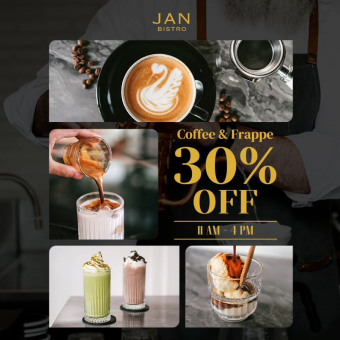 JAN
BISTRO
Coffee & Frappe
30%
OFF
11 AM - 4 PM